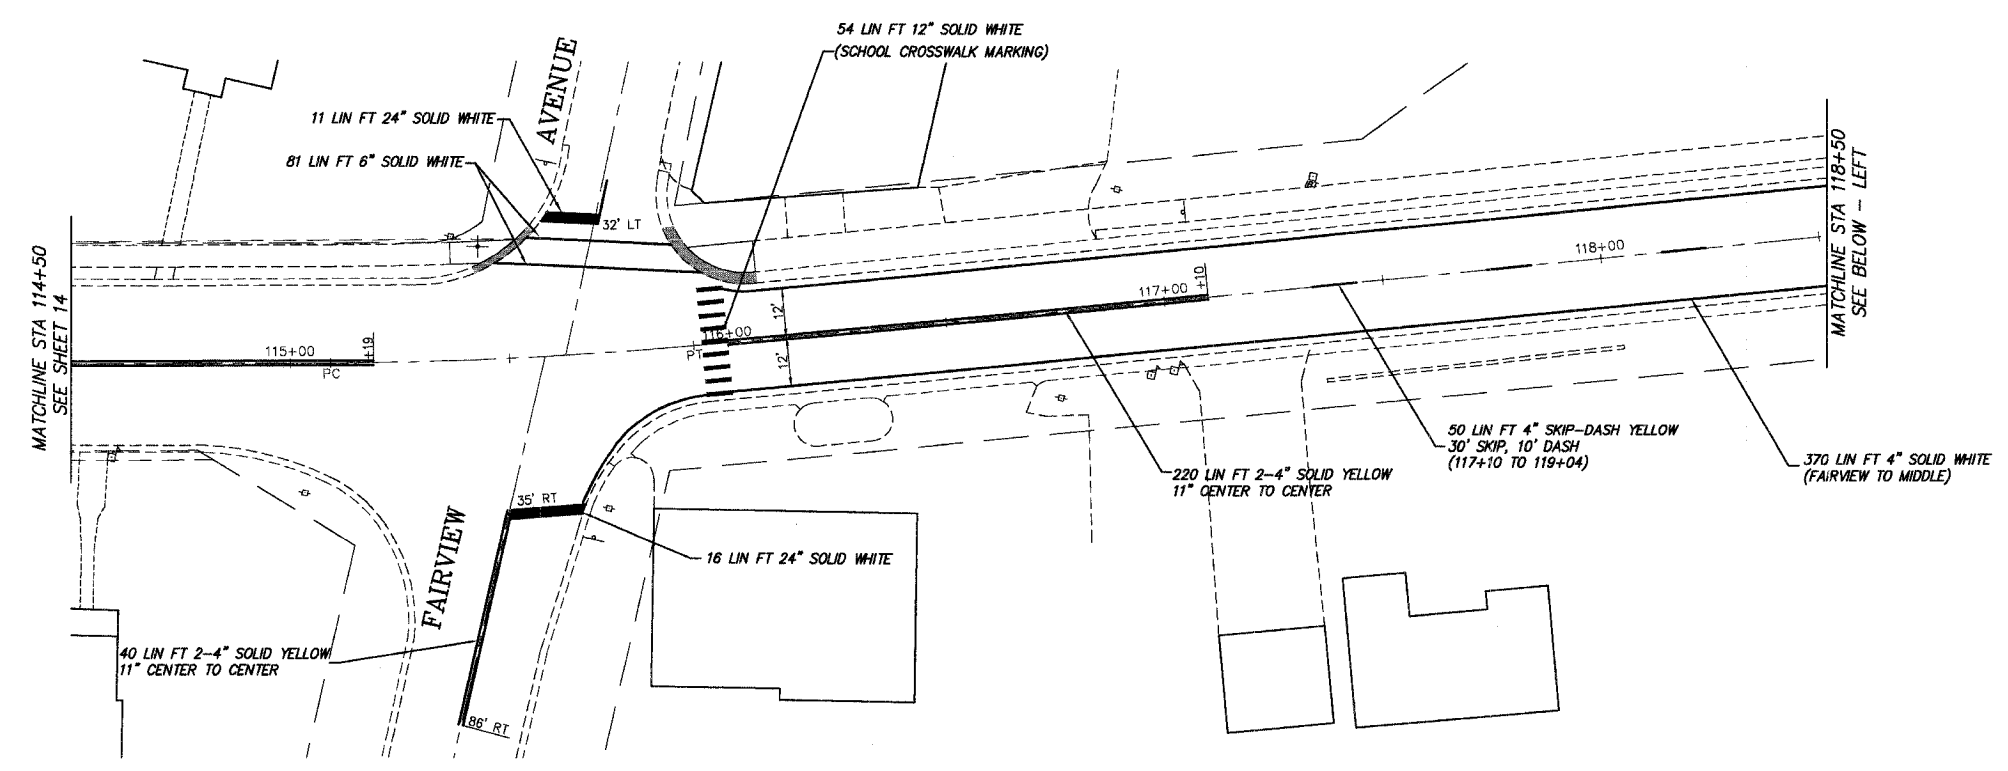 54 LIN FT 12" SOLID WHITE
(SCHOOL CROSSWALK MARKING)
AVENUE
11 LIN FT 24" SOLID WHITE
81 LIN FT 6" SOLID WHITE
32' LT
MATCHLINE STA 114+50
SEE SHEET 14
115+00
+19
PC
PT
116+00
12'
12'
117+00
+10
118+00
MATCHLINE STA 118+50
SEE BELOW - LEFT
50 LIN FT 4" SKIP-DASH YELLOW
30' SKIP, 10' DASH
(117+10 TO 119+04)
370 LIN FT 4" SOLID WHITE
(FAIRVIEW TO MIDDLE)
220 LIN FT 2-4" SOLID YELLOW
11" CENTER TO CENTER
35' RT
16 LIN FT 24" SOLID WHITE
FAIRVIEW
40 LIN FT 2-4" SOLID YELLOW
11" CENTER TO CENTER
86' RT